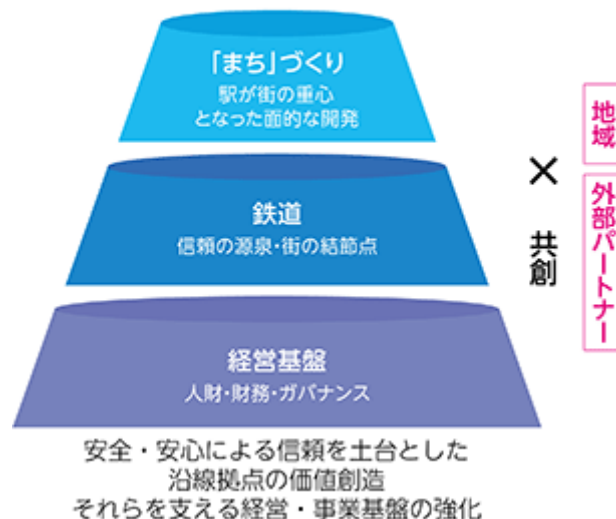 「まち」づくり
駅が街の重心
となった面的な開発
鉄道
信頼の源泉・街の結節点
経営基盤
人財・財務・ガバナンス
×
共創
地域
外部パートナー
安全・安心による信頼を土台とした
沿線拠点の価値創造
それらを支える経営・事業基盤の強化